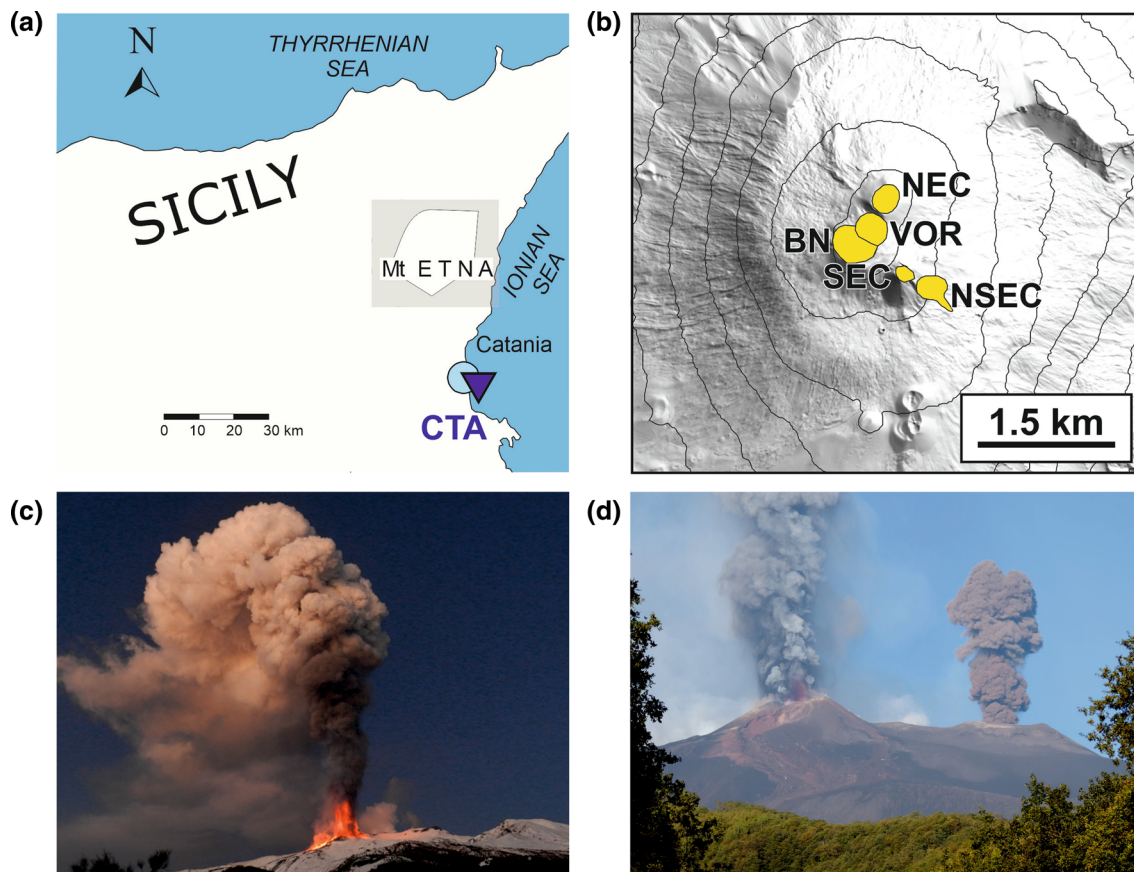 (a)
N
THYRRHENIAN
SEA
SICILY
Mt ETNA
IONIAN
SEA
Catania
CTA
0 10 20 30 km
(b)
NEC
VOR
BN
SEC
NSEC
1.5 km
(c)
(d)